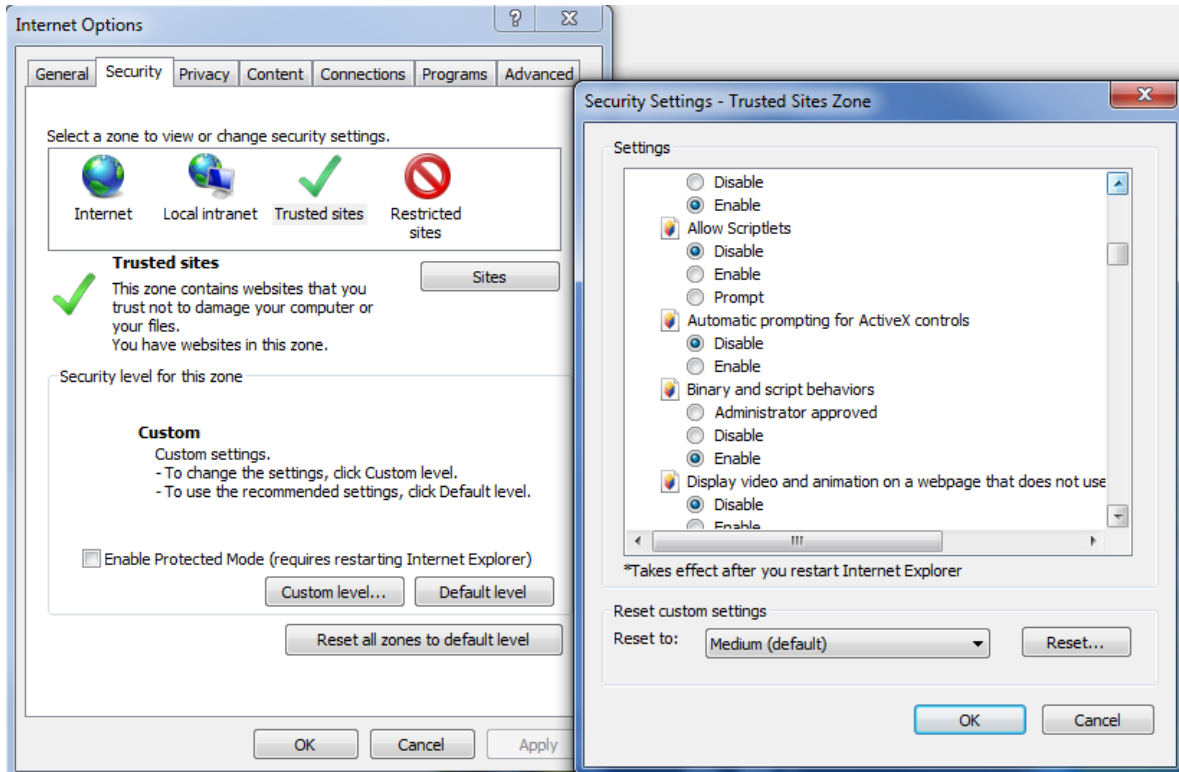 Internet Options
General Security Privacy Content Connections Programs Advanced
Select a zone to view or change security settings.
Internet
Local intranet
Trusted sites
Restricted
sites
Trusted sites
Sites
This zone contains websites that you
trust not to damage your computer or
your files.
You have websites in this zone.
Security level for this zone
Custom
Custom settings.
- To change the settings, click Custom level.
- To use the recommended settings, click Default level.
Enable Protected Mode (requires restarting Internet Explorer)
Custom level...
Default level
Reset all zones to default level
OK
Cancel
Apply
Security Settings - Trusted Sites Zone
Settings
Disable
Enable
Allow Scriptlets
Disable
Enable
Prompt
Automatic prompting for ActiveX controls
Disable
Enable
Binary and script behaviors
Administrator approved
Disable
Enable
Display video and animation on a webpage that does not use
Disable
Enable
*Takes effect after you restart Internet Explorer
Reset custom settings
Reset to:
Medium (default)
Reset...
OK
Cancel